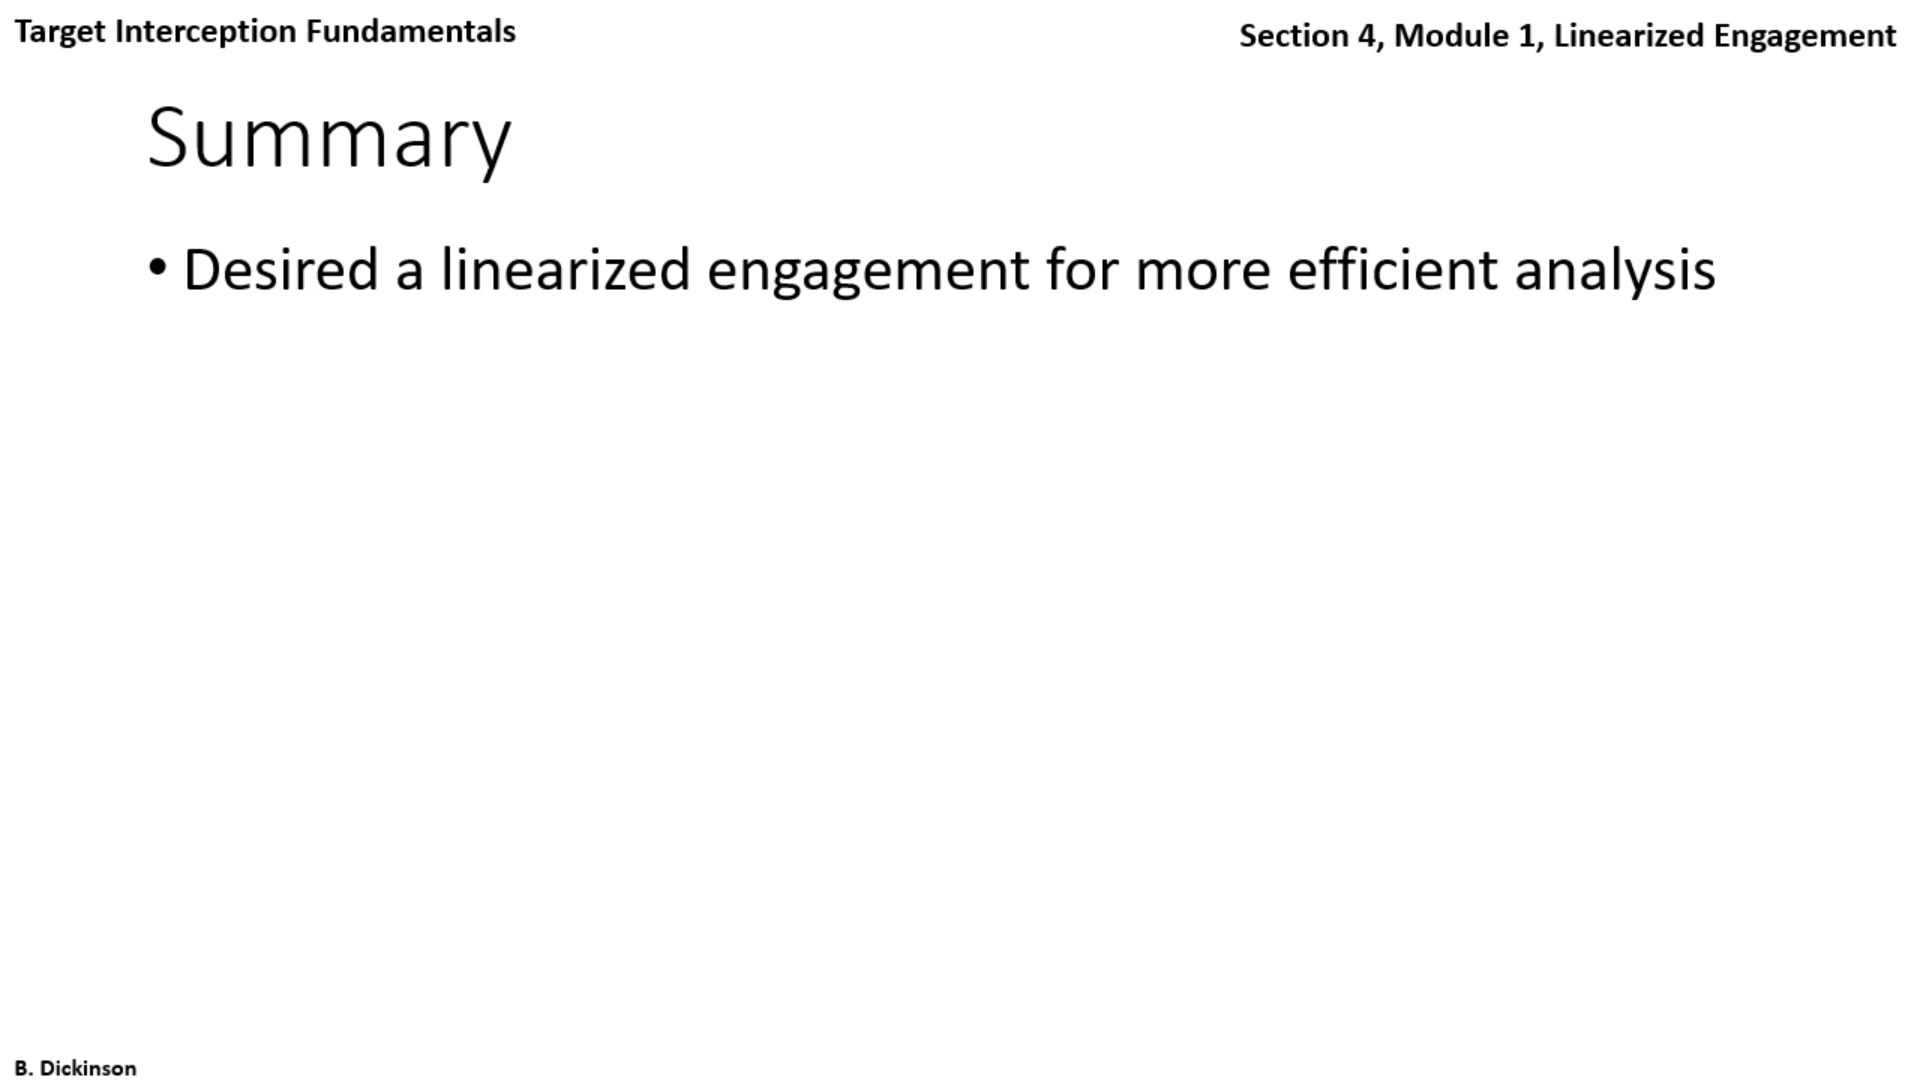 Target Interception Fundamentals
Section 4, Module 1, Linearized Engagement
Summary
• Desired a linearized engagement for more efficient analysis
B. Dickinson